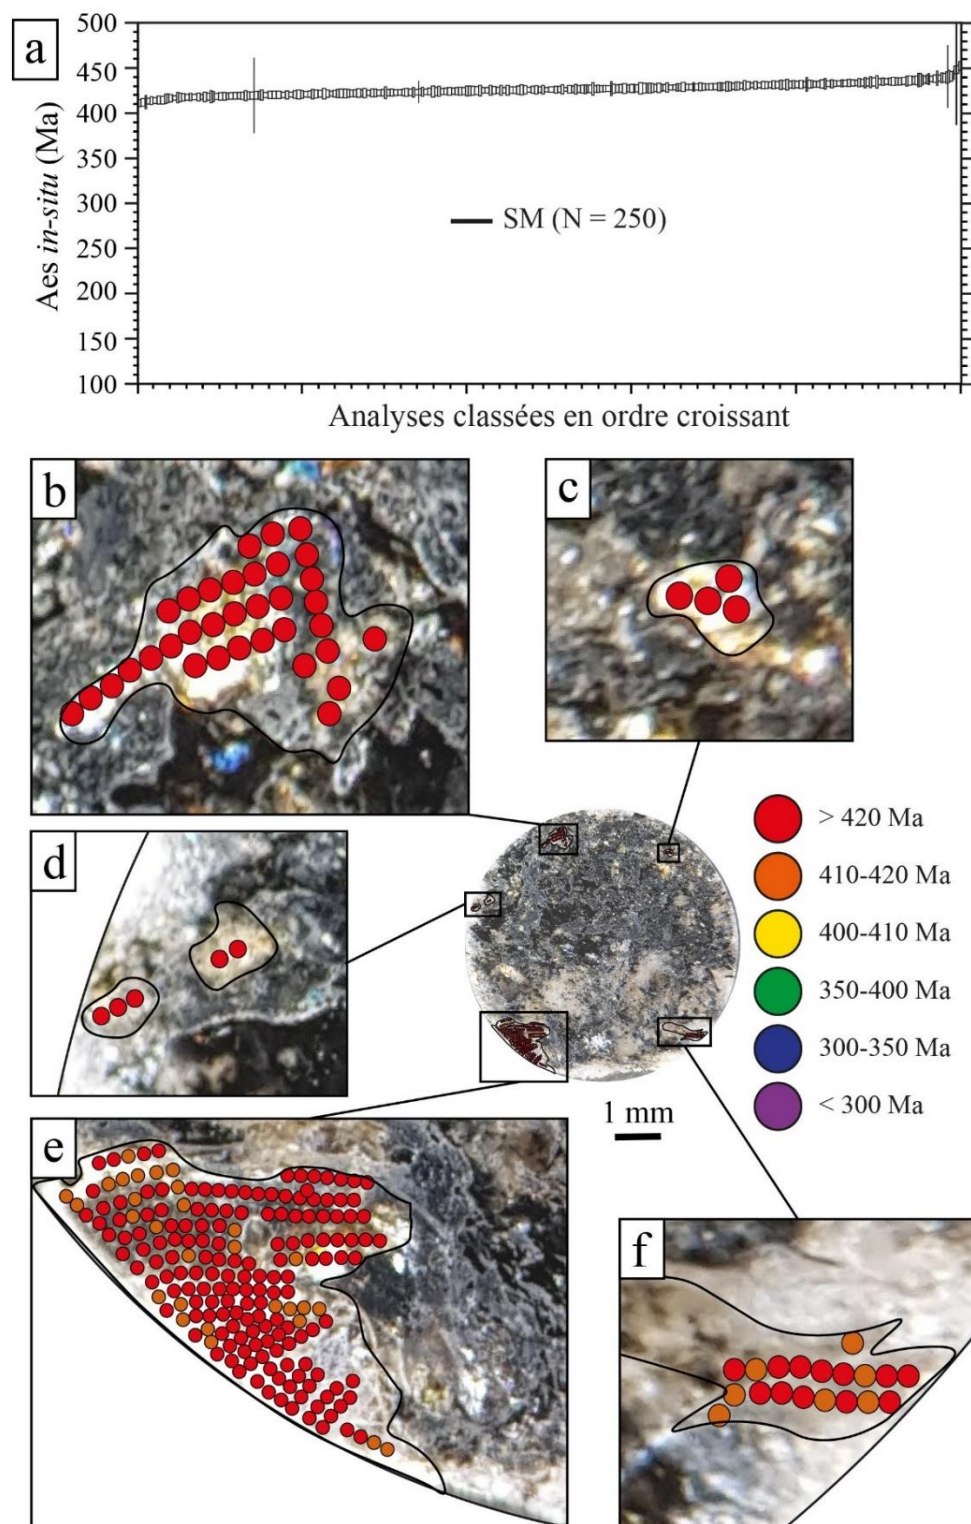 a
500
450
400
350
300
250
200
150
100
Aes in-situ (Ma)
SM (N = 250)
Analyses classées en ordre croissant
b
c
d
> 420 Ma
410-420 Ma
400-410 Ma
350-400 Ma
300-350 Ma
< 300 Ma
1 mm
e
f